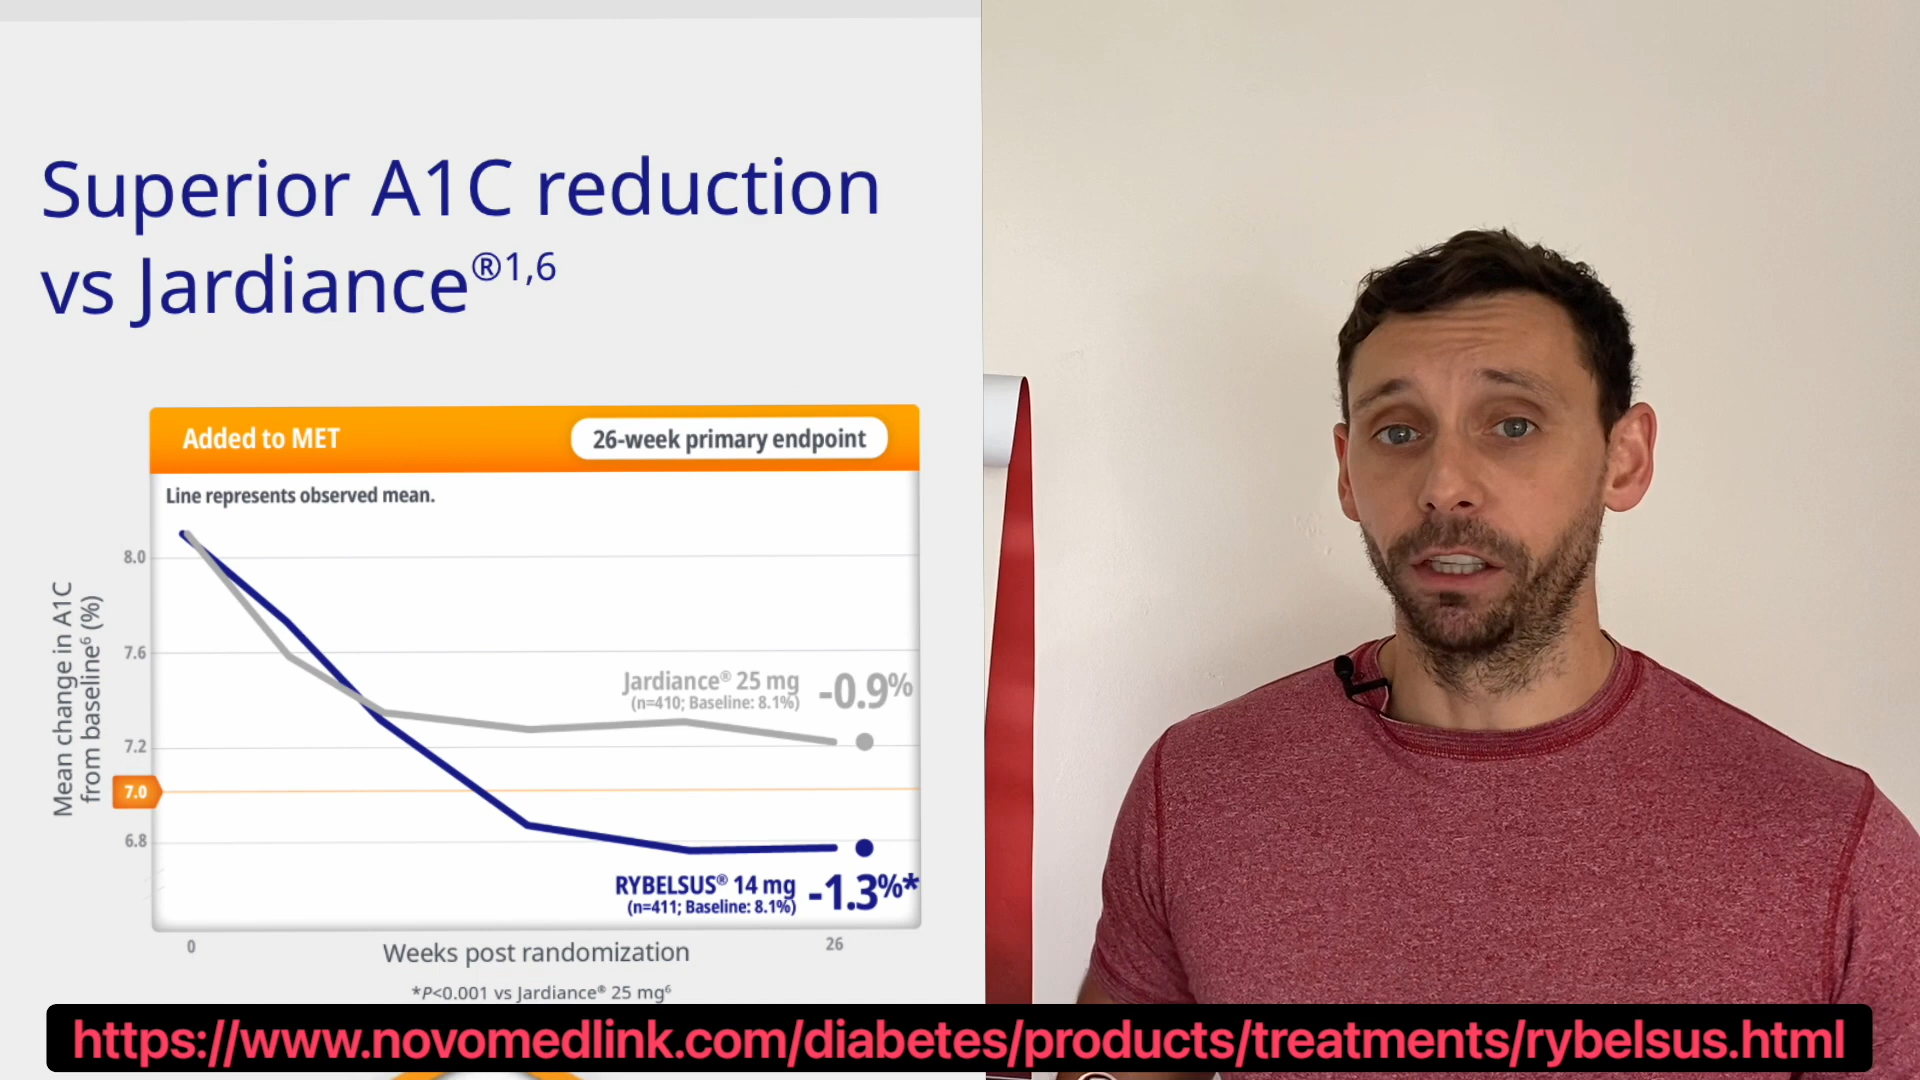 Superior A1C reduction
vs Jardiance®1,6
Added to MET
26-week primary endpoint
Line represents observed mean.
Mean change in A1C
from baseline6 (%)
8.0
7.6
7.2
7.0
6.8
Jardiance® 25 mg
(n=410; Baseline: 8.1%)
-0.9%
RYBELSUS® 14 mg
(n=411; Baseline: 8.1%)
-1.3%*
0
26
Weeks post randomization
*P<0.001 vs Jardiance® 25 mg6
https://www.novomedlink.com/diabetes/products/treatments/rybelsus.html